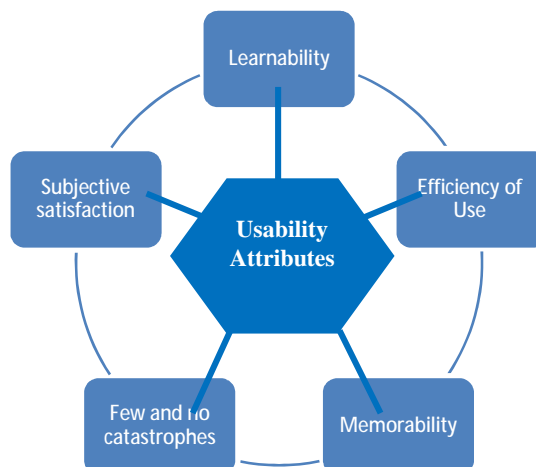 Learnability
Subjective
satisfaction
Efficiency of
Use
Usability
Attributes
Few and no
catastrophes
Memorability